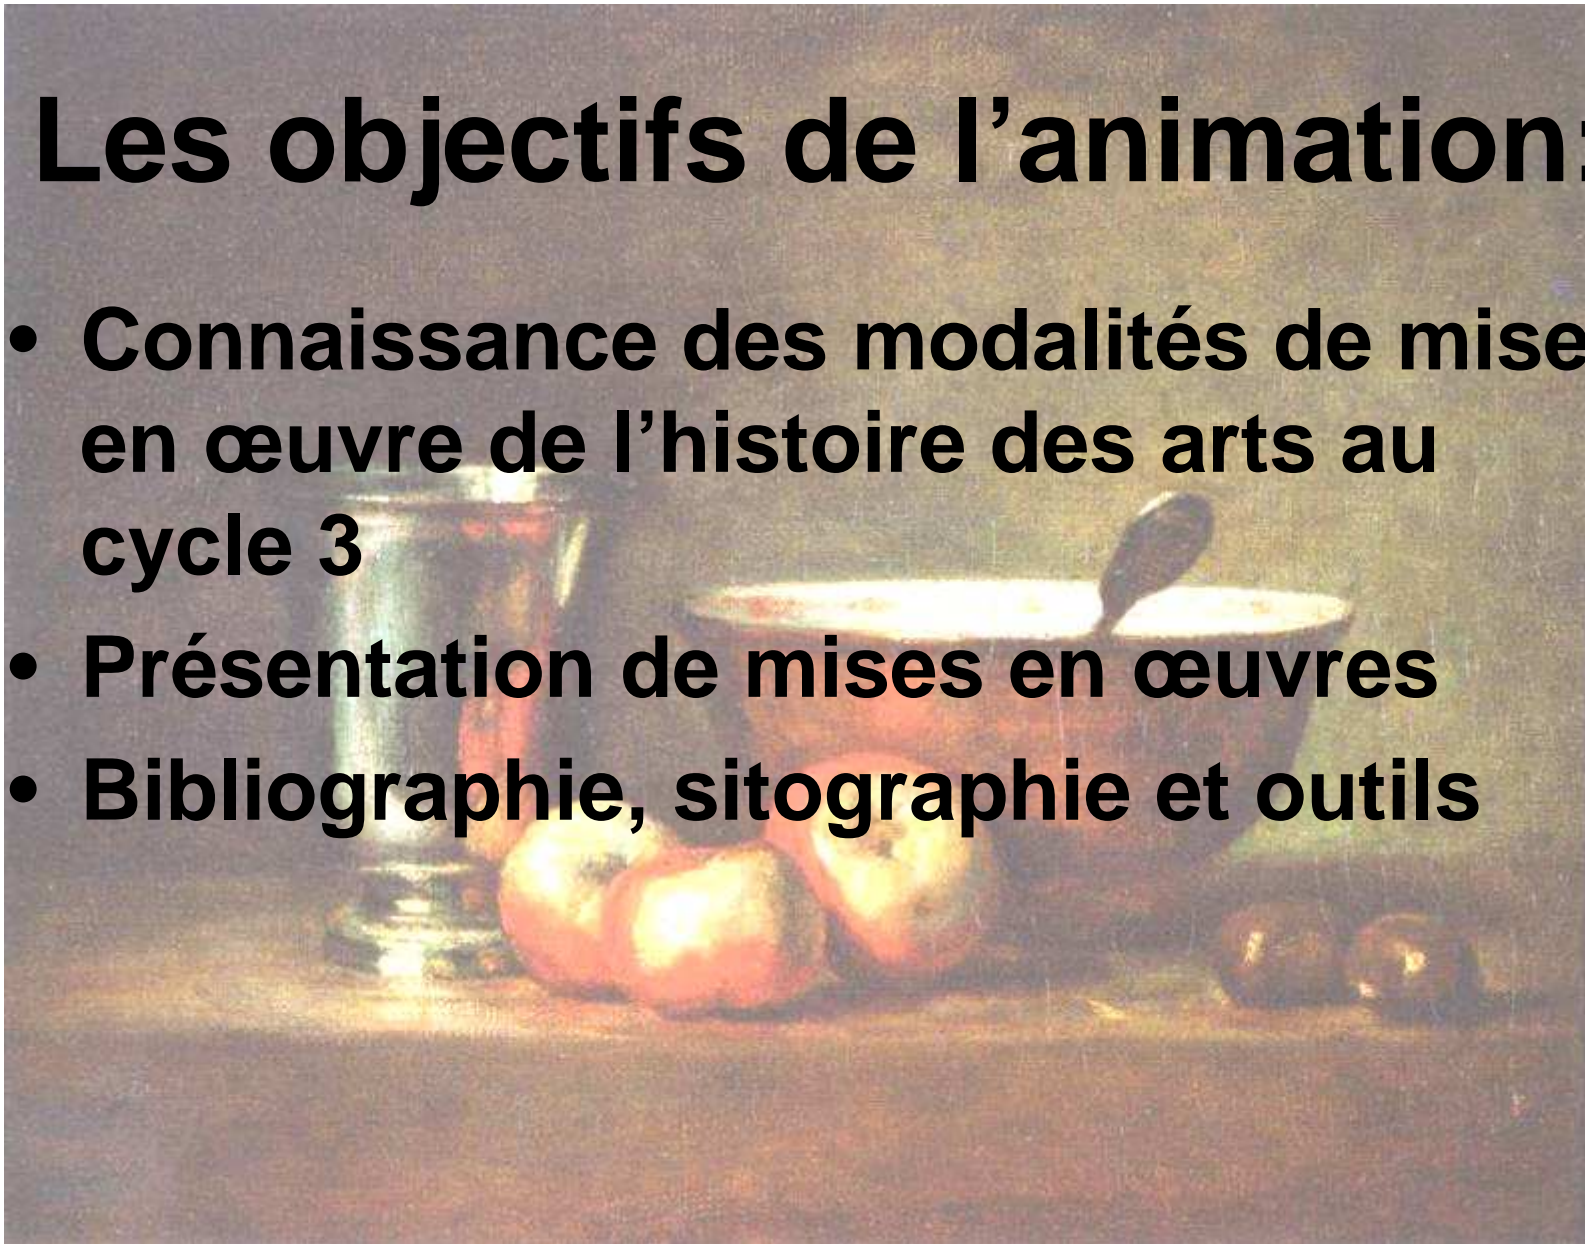 Les objectifs de l’animation:
• Connaissance des modalités de mise
en œuvre de l’histoire des arts au
cycle 3
• Présentation de mises en œuvres
• Bibliographie, sitographie et outils